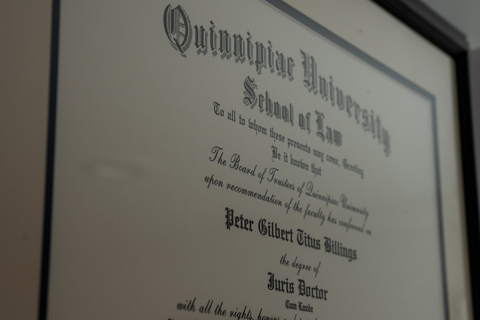 Quinnipiac University
School of Law
To all to whom these presents may come, Greeting
Be it known that
The Board of Trustees of Quinnipiac University
upon recommendation of the faculty has conferred on
Peter Gilbert Titus Billings
the degree of
Juris Doctor
Cum Laude
with all the rights, honors